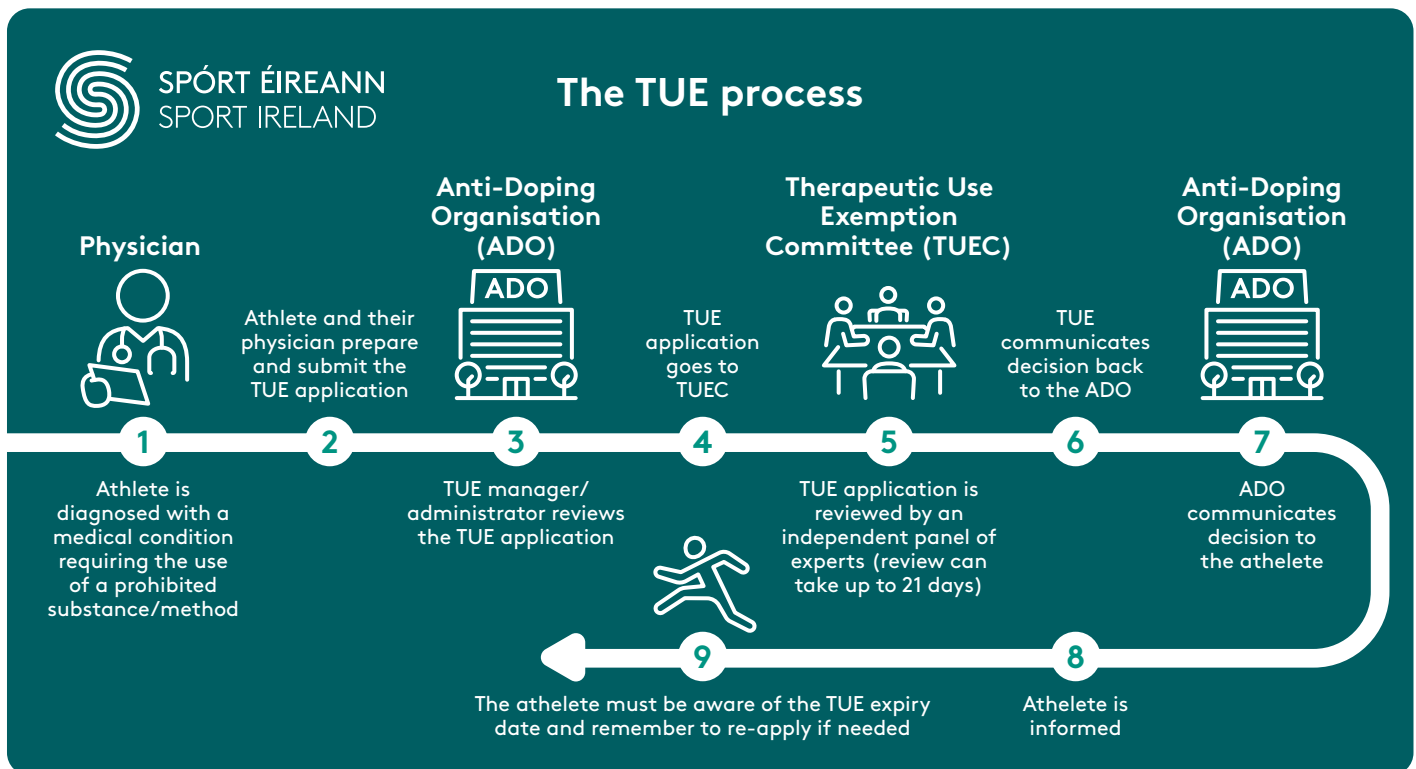 SPÓRT ÉIREANN
SPORT IRELAND
The TUE process
Physician
1
Athlete is
diagnosed with a
medical condition
requiring the use
of a prohibited
substance/method
Athlete and their
physician prepare
and submit the
TUE application
2
Anti-Doping
Organisation
(ADO)
ADO
3
TUE manager/
administrator reviews
the TUE application
TUE
application
goes to
TUEC
4
Therapeutic Use
Exemption
Committee (TUEC)
5
TUE application is
reviewed by an
independent panel of
experts (review can
take up to 21 days)
TUE
communicates
decision back
to the ADO
6
Anti-Doping
Organisation
(ADO)
ADO
7
ADO
communicates
decision to
the athelete
8
Athelete is
informed
9
The athelete must be aware of the TUE expiry
date and remember to re-apply if needed